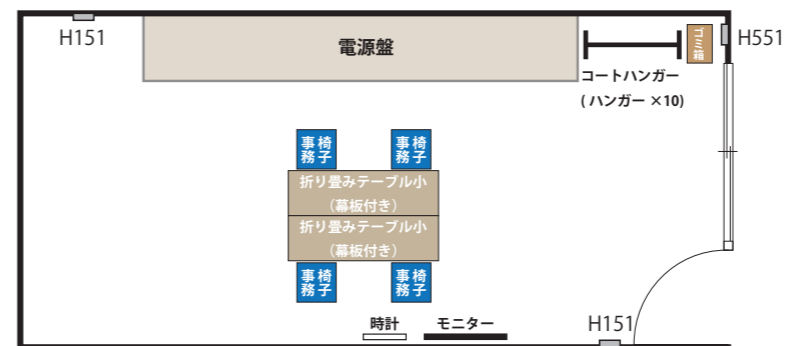 H151
電源盤
ゴミ箱
H551
コートハンガー
( ハンガー ×10)
事務椅子
事務椅子
折り畳みテーブル小
（幕板付き）
折り畳みテーブル小
（幕板付き）
事務椅子
事務椅子
時計
モニター
H151